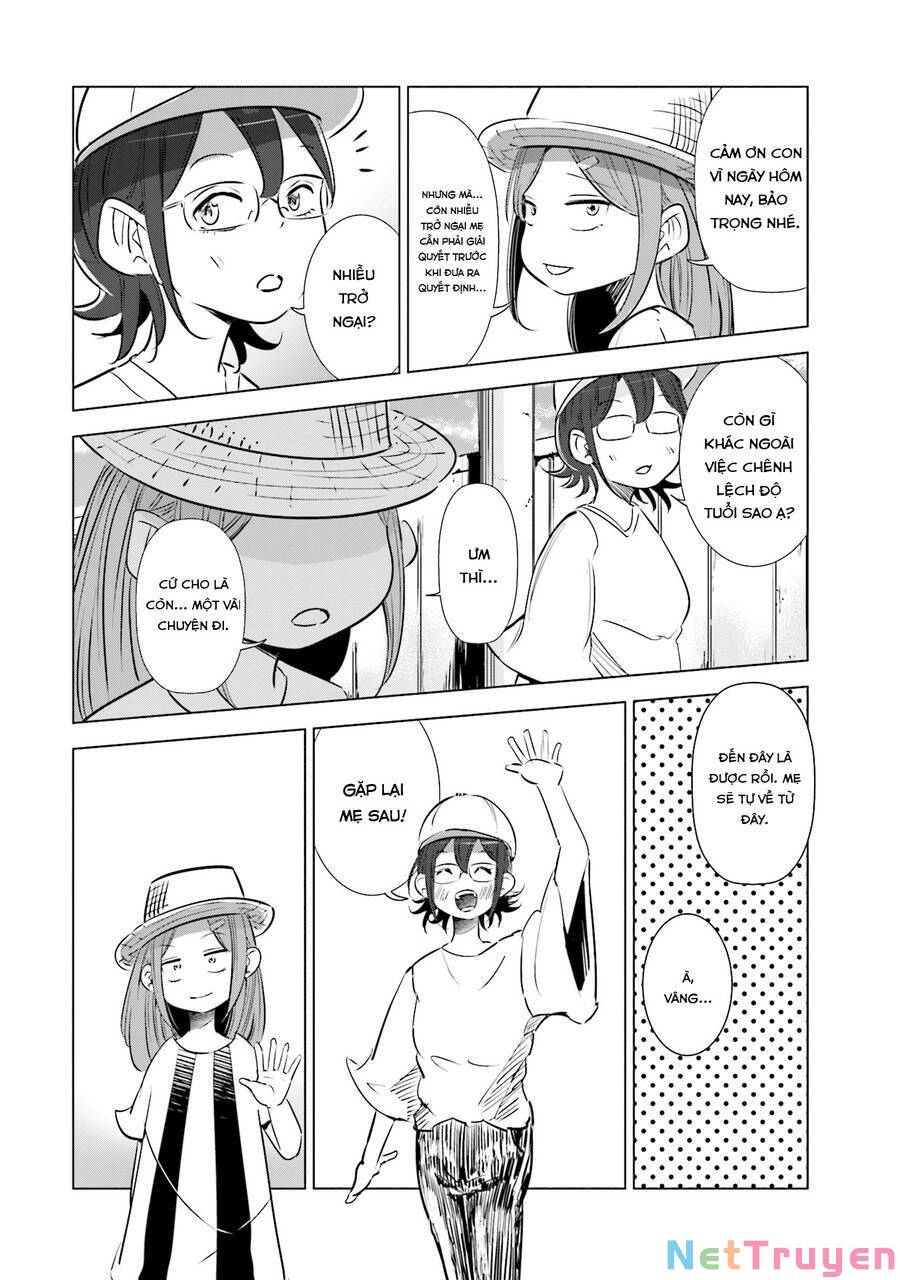 CẢM ƠN CON
VÌ NGÀY HÔM
NAY, BẢO
TRỌNG NHÉ.
NHƯNG MÀ...
CÒN NHIỀU
TRỞ NGẠI MẸ
CẦN PHẢI GIẢI
QUYẾT TRƯỚC
KHI ĐƯA RA
QUYẾT ĐỊNH...
NHIỀU
TRỞ
NGẠI?
CÒN GÌ
KHÁC NGOÀI
VIỆC CHÊNH
LỆCH ĐỘ
TUỔI SAO Ạ?
ƯM
THÌ...
CỨ CHO LÀ
CÒN... MỘT VÀI
CHUYỆN ĐI.
ĐẾN ĐÂY LÀ
ĐƯỢC RỒI. MẸ
SẼ TỰ VỀ TỪ
ĐÂY.
À,
VÂNG...
GẶP LẠI
MẸ SAU!
NetTruyen